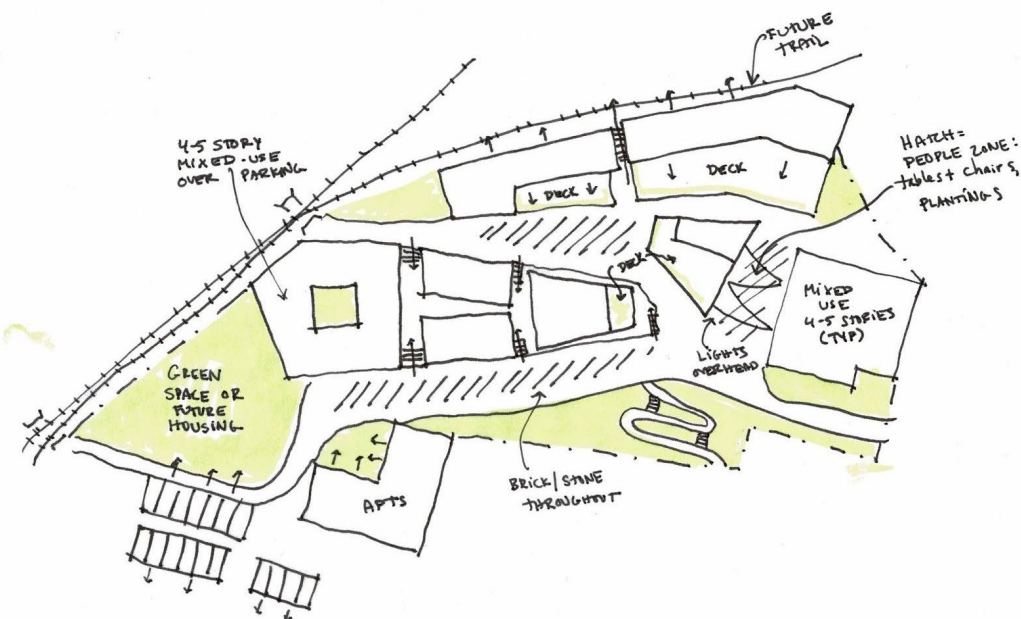 FUTURE
TRAIL
4-5 STORY
MIXED-USE
OVER PARKING
HATCH =
PEOPLE ZONE:
tables + chairs,
PLANTINGS
DECK
DECK
DECK
MIXED
USE
4-5 STORIES
(TYP)
LIGHTS
OVERHEAD
GREEN
SPACE OR
FUTURE
HOUSING
BRICK/STONE
THROUGHOUT
APTS